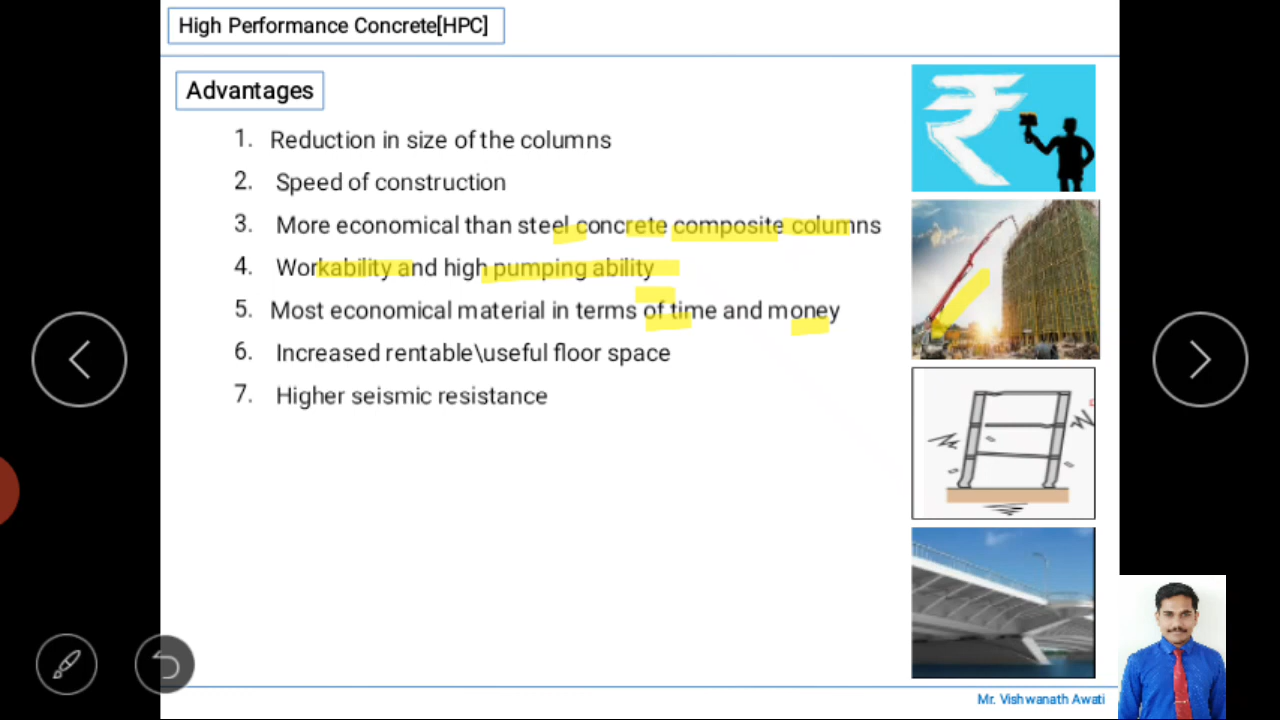 High Performance Concrete[HPC]
Advantages
1. Reduction in size of the columns
2. Speed of construction
3. More economical than steel concrete composite columns
4. Workability and high pumping ability
5. Most economical material in terms of time and money
6. Increased rentable\useful floor space
7. Higher seismic resistance
₹
Mr. Vishwanath Awati